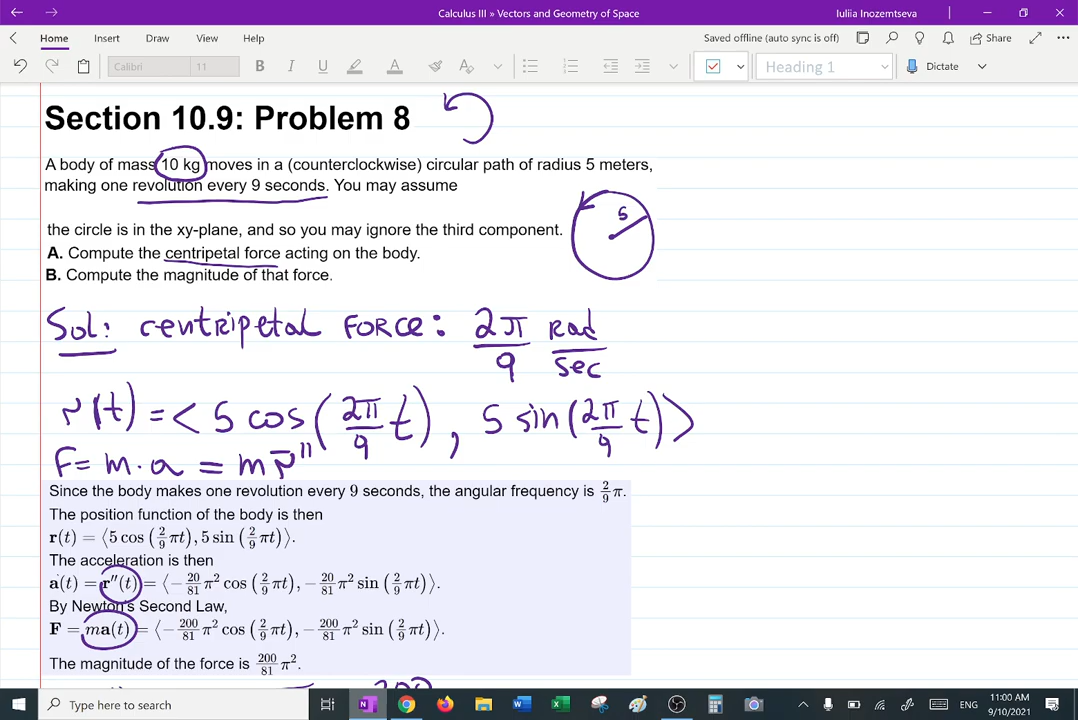 Calculus III » Vectors and Geometry of Space
Iuliia Inozemtseva
Home Insert Draw View Help
Saved offline (auto sync is off)
Share
Calibri 11 B I U A A Heading 1 Dictate
Section 10.9: Problem 8
A body of mass 10 kg moves in a (counterclockwise) circular path of radius 5 meters,
making one revolution every 9 seconds. You may assume
5
the circle is in the xy-plane, and so you may ignore the third component.
A. Compute the centripetal force acting on the body.
B. Compute the magnitude of that force.
Sol: centripetal Force: 2π/9 Rad/sec
r(t) = < 5 cos(2π/9 t), 5 sin(2π/9 t)>
F = m·a = m r̄''
Since the body makes one revolution every 9 seconds, the angular frequency is 2/9 π.
The position function of the body is then
r(t) = ⟨5 cos (2/9 πt), 5 sin (2/9 πt)⟩.
The acceleration is then
a(t) = r''(t) = ⟨−20/81 π² cos (2/9 πt), −20/81 π² sin (2/9 πt)⟩.
By Newton's Second Law,
F = ma(t) = ⟨−200/81 π² cos (2/9 πt), −200/81 π² sin (2/9 πt)⟩.
The magnitude of the force is 200/81 π².
200
Type here to search
ENG
11:00 AM
9/10/2021